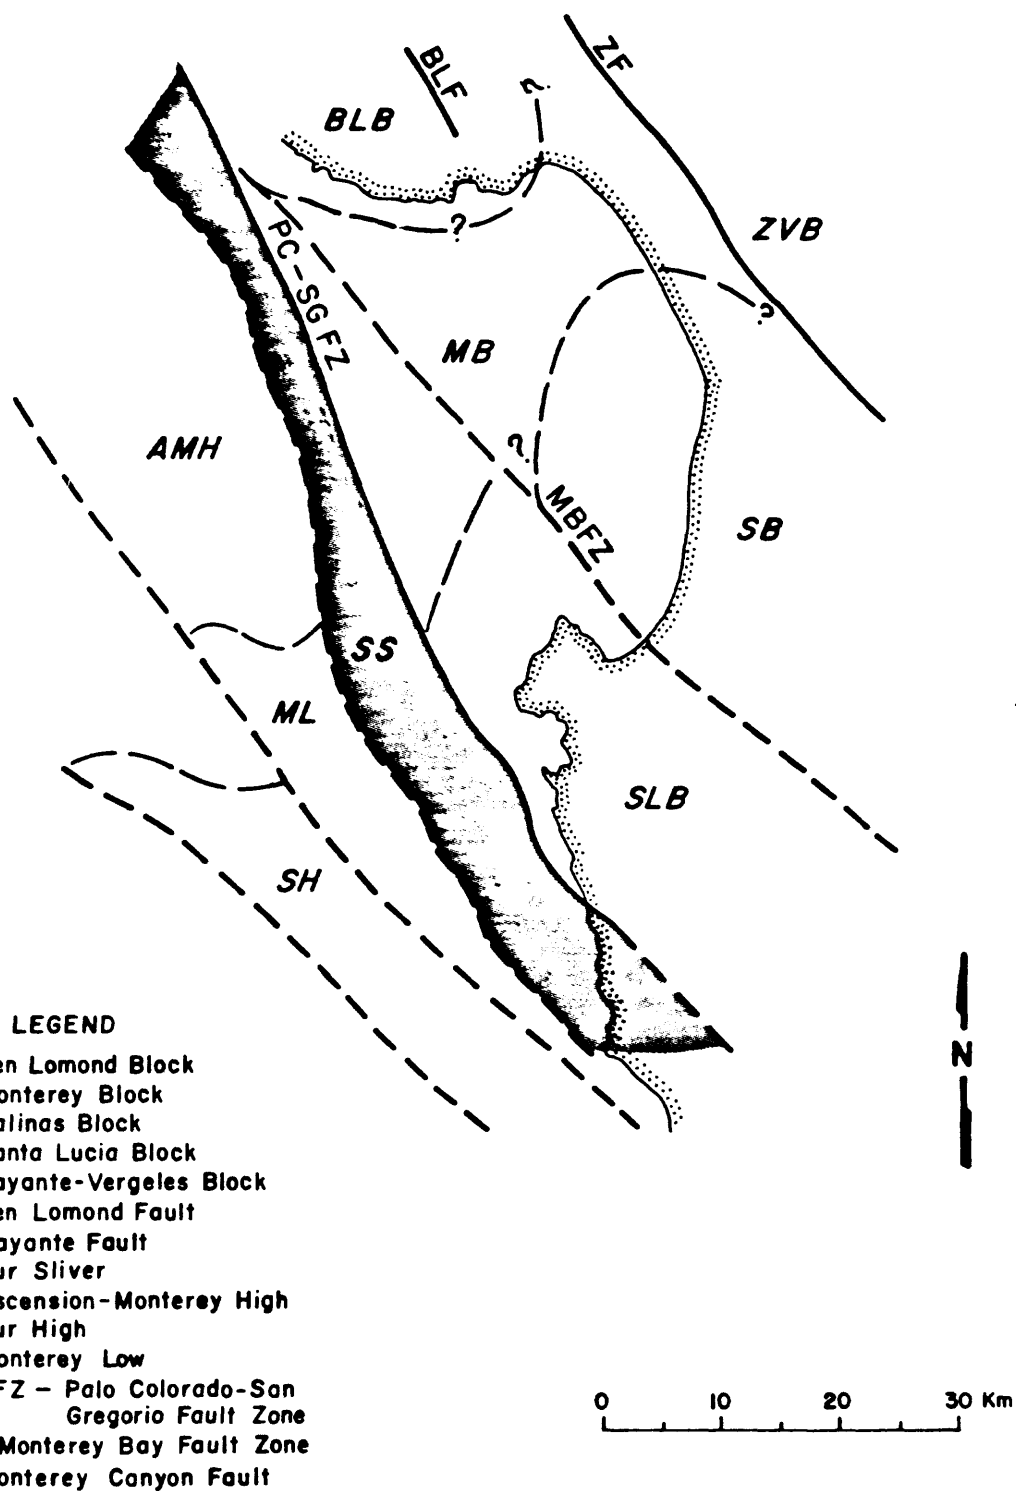 BLF
ZF
?
BLB
ZVB
?
PC-SGFZ
?
MB
AMH
?
MBFZ
SB
SS
ML
SLB
SH
N
LEGEND
en Lomond Block
onterey Block
alinas Block
anta Lucia Block
ayante-Vergeles Block
en Lomond Fault
ayante Fault
ur Sliver
scension-Monterey High
ur High
onterey Low
FZ - Palo Colorado-San
Gregorio Fault Zone
Monterey Bay Fault Zone
onterey Canyon Fault
0 10 20 30 Km